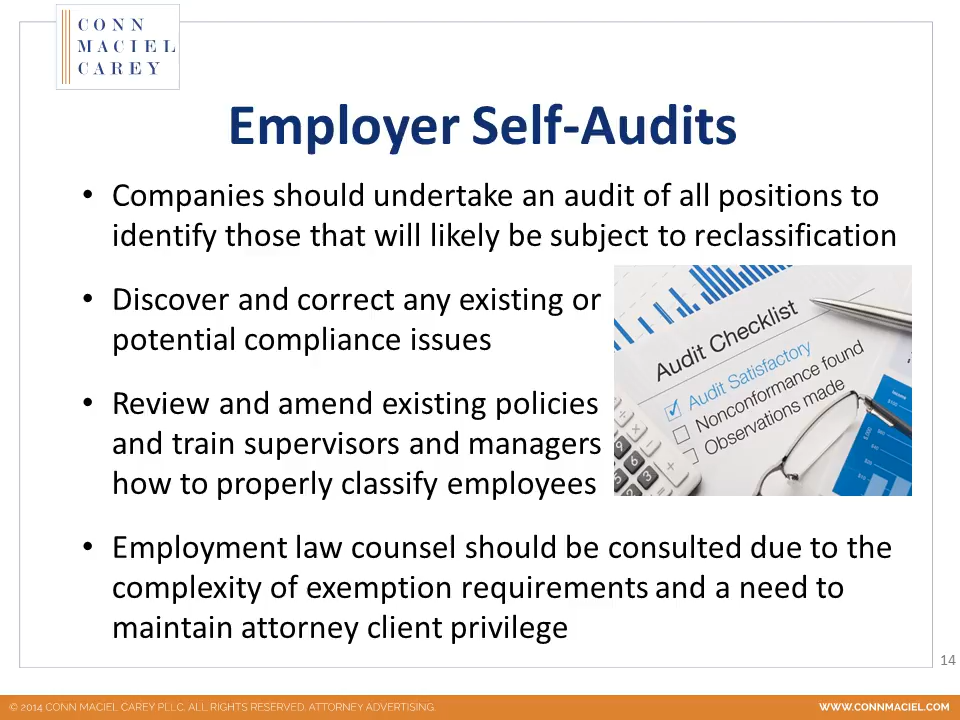 CONN
MACIEL
CAREY
Employer Self-Audits
• Companies should undertake an audit of all positions to
identify those that will likely be subject to reclassification
• Discover and correct any existing or
potential compliance issues
• Review and amend existing policies
and train supervisors and managers
how to properly classify employees
Audit Checklist
Audit Satisfactory
Nonconformance found
Observations made
• Employment law counsel should be consulted due to the
complexity of exemption requirements and a need to
maintain attorney client privilege
14
© 2014 CONN MACIEL CAREY PLLC. ALL RIGHTS RESERVED. ATTORNEY ADVERTISING.
WWW.CONNMACIEL.COM